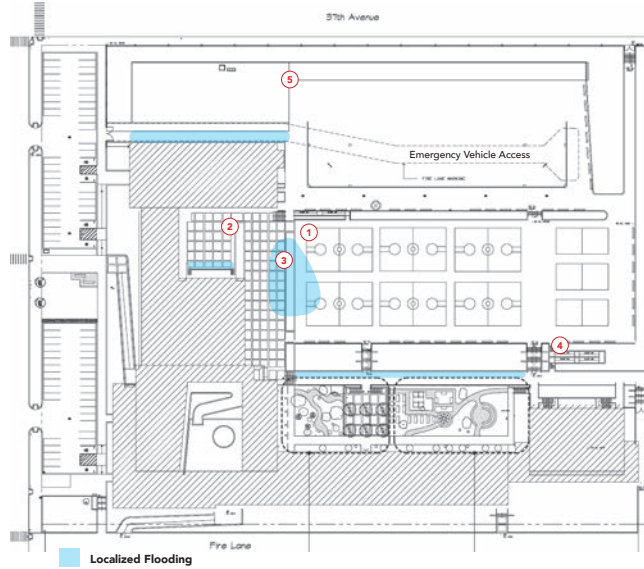 37th Avenue
5
Emergency Vehicle Access
FIRE LANE MARKING
2
1
3
4
Fire Lane
Localized Flooding